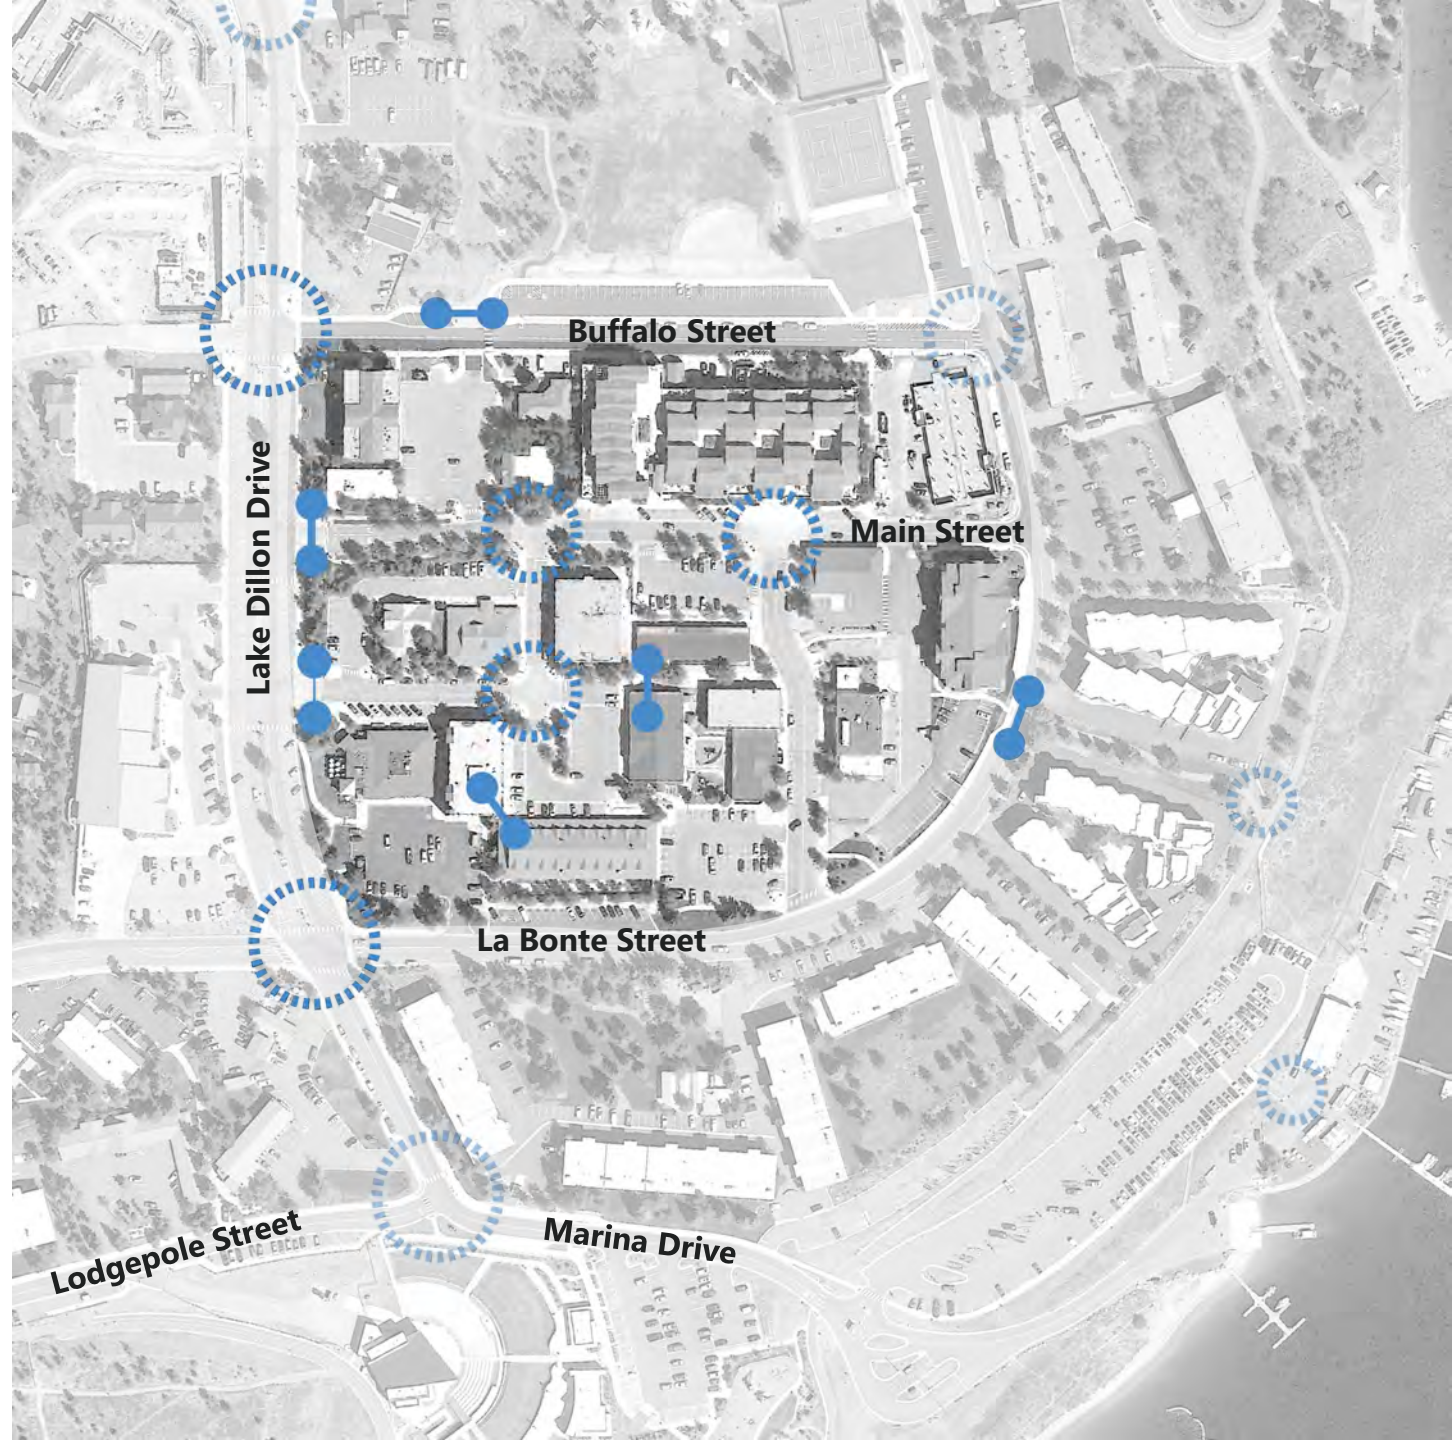 Buffalo Street
Lake Dillon Drive
Main Street
La Bonte Street
Lodgepole Street
Marina Drive